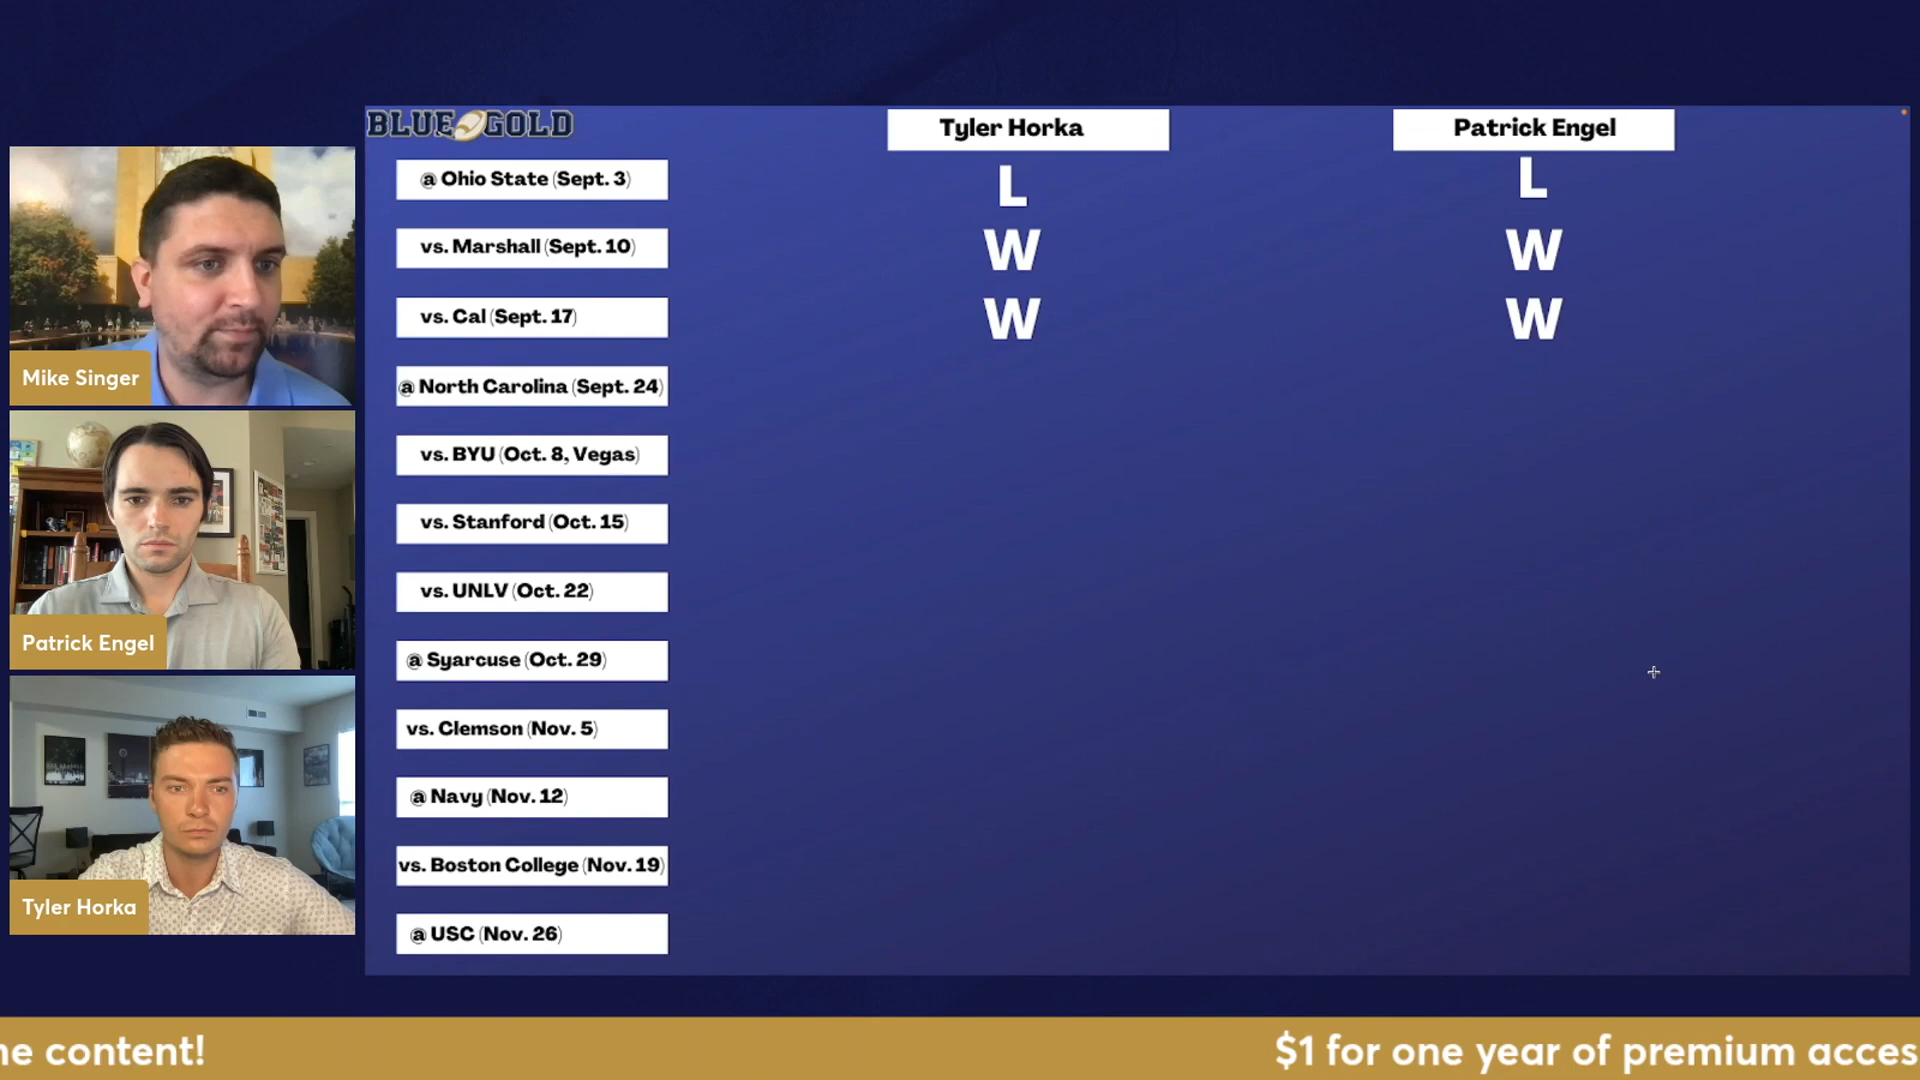 BLUE GOLD
Tyler Horka
Patrick Engel
@ Ohio State (Sept. 3)
L
L
vs. Marshall (Sept. 10)
W
W
vs. Cal (Sept. 17)
W
W
@ North Carolina (Sept. 24)
vs. BYU (Oct. 8, Vegas)
vs. Stanford (Oct. 15)
vs. UNLV (Oct. 22)
@ Syarcuse (Oct. 29)
vs. Clemson (Nov. 5)
@ Navy (Nov. 12)
vs. Boston College (Nov. 19)
@ USC (Nov. 26)
Mike Singer
Patrick Engel
Tyler Horka
he content!
$1 for one year of premium acces